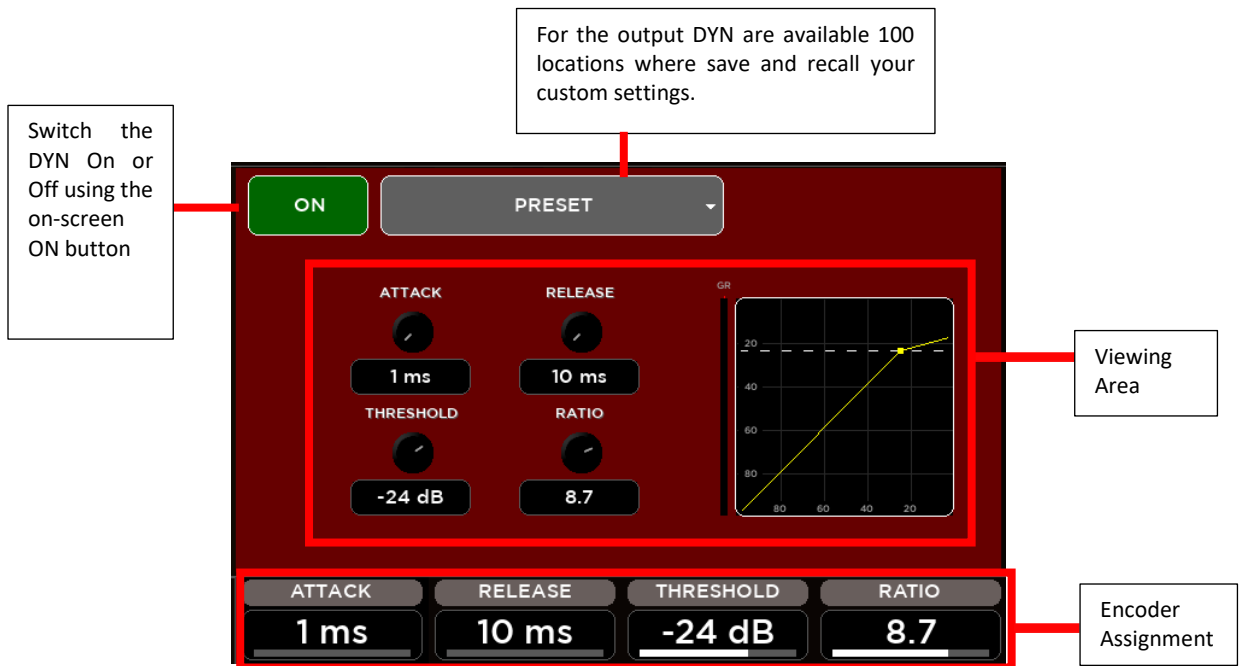 For the output DYN are available 100
locations where save and recall your
custom settings.
Switch the
DYN On or
Off using the
on-screen
ON button
ON
PRESET
ATTACK
RELEASE
GR
1 ms
10 ms
THRESHOLD
RATIO
-24 dB
8.7
20
40
60
80
80 60 40 20
Viewing
Area
ATTACK
RELEASE
THRESHOLD
RATIO
1 ms
10 ms
-24 dB
8.7
Encoder
Assignment